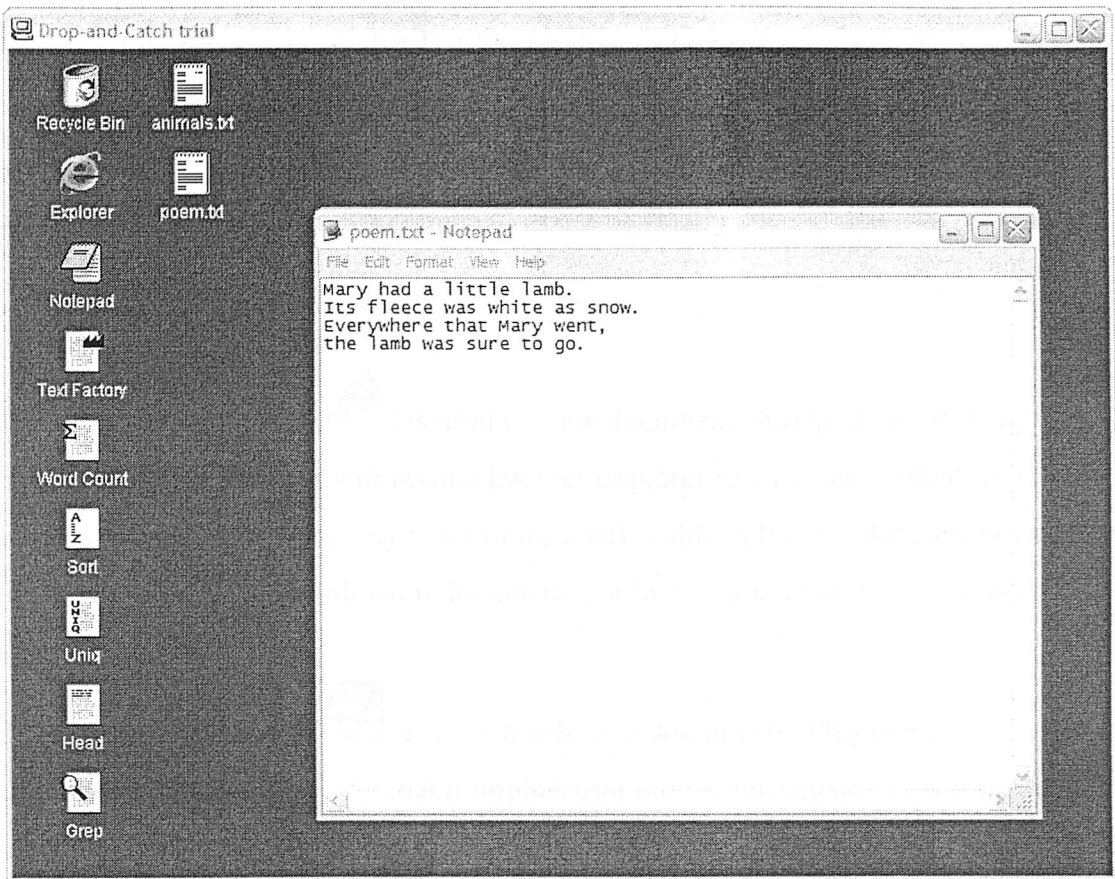 Drop-and-Catch trial
Recycle Bin
animals.txt
Explorer
poem.txt
Notepad
Text Factory
Σ
Word Count
A
Z
Sort
UNIQ
Uniq
Head
Grep
poem.txt - Notepad
File Edit Format View Help
Mary had a little lamb.
Its fleece was white as snow.
Everywhere that Mary went,
the lamb was sure to go.